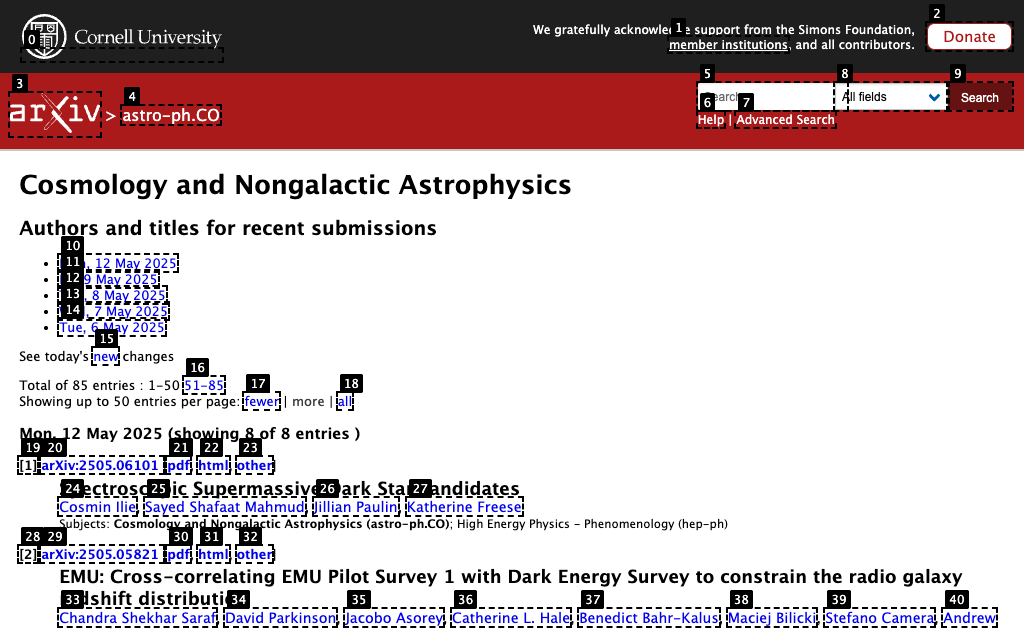 0
Cornell University
1
2
We gratefully acknowle e support from the Simons Foundation,
member institutions, and all contributors.
Donate
3
4
arXiv > astro-ph.CO
5
8
9
earch
All fields
Search
6
7
Help | Advanced Search
Cosmology and Nongalactic Astrophysics
Authors and titles for recent submissions
10
11
, 12 May 2025
12
9 May 2025
13
, 8 May 2025
14
, 7 May 2025
Tue, 6 May 2025
15
See today's new changes
16
Total of 85 entries : 1-50 51-85
17
18
Showing up to 50 entries per page: fewer | more | all
Mon, 12 May 2025 (showing 8 of 8 entries )
19 20 21 22 23
[1] arXiv:2505.06101 [pdf, html, other]
24 25 26 27
ectros ic Supermassive Dark Sta andidates
Cosmin Ilie, Sayed Shafaat Mahmud, Jillian Paulin, Katherine Freese
Subjects: Cosmology and Nongalactic Astrophysics (astro-ph.CO); High Energy Physics - Phenomenology (hep-ph)
28 29 30 31 32
[2] arXiv:2505.05821 [pdf, html, other]
EMU: Cross-correlating EMU Pilot Survey 1 with Dark Energy Survey to constrain the radio galaxy
dshift distributi
33 34 35 36 37 38 39 40
Chandra Shekhar Saraf, David Parkinson, Jacobo Asorey, Catherine L. Hale, Benedict Bahr-Kalus, Maciej Bilicki, Stefano Camera, Andrew